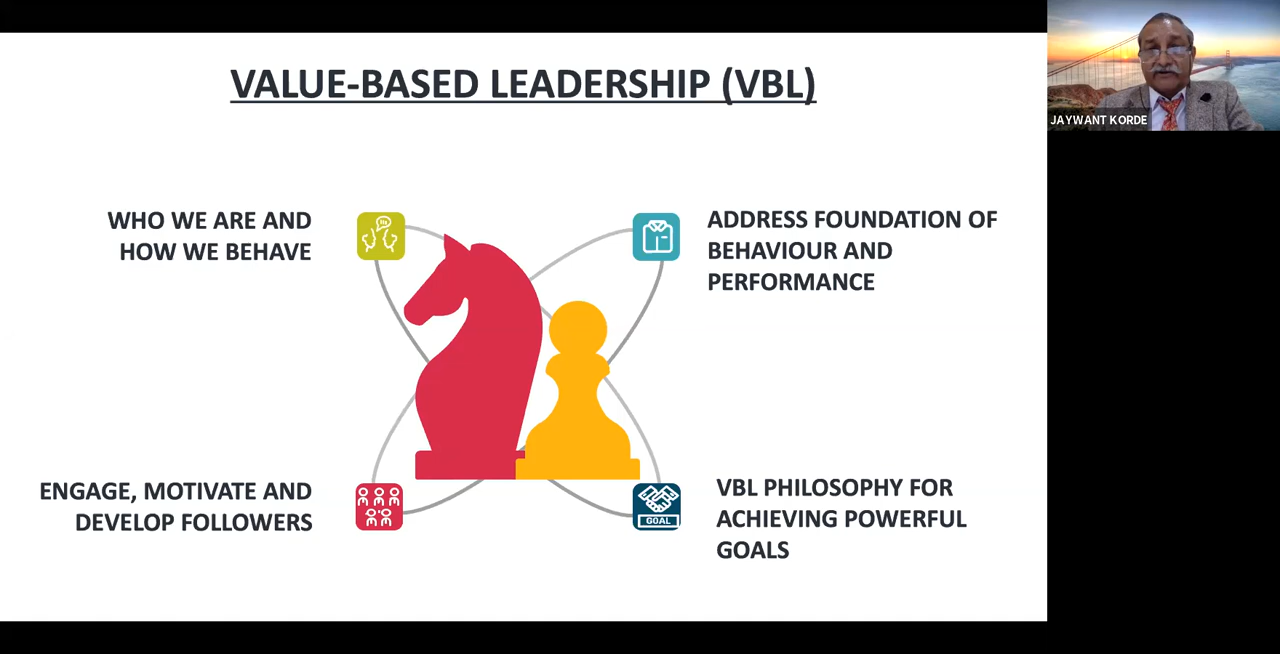 VALUE-BASED LEADERSHIP (VBL)
JAYWANT KORDE
WHO WE ARE AND
HOW WE BEHAVE
ADDRESS FOUNDATION OF
BEHAVIOUR AND
PERFORMANCE
ENGAGE, MOTIVATE AND
DEVELOP FOLLOWERS
GOAL
VBL PHILOSOPHY FOR
ACHIEVING POWERFUL
GOALS